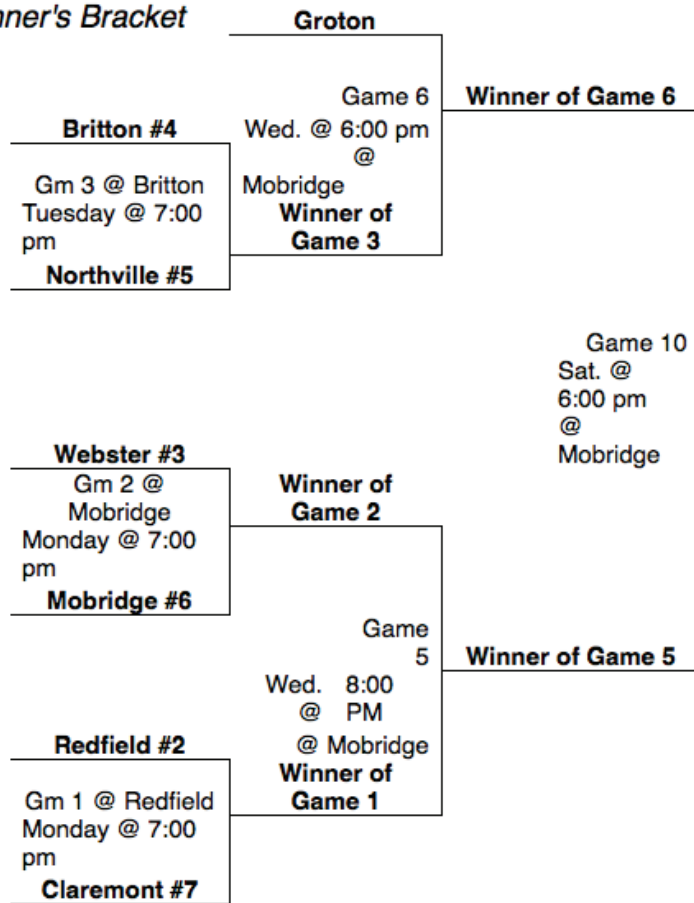 nner's Bracket
Groton
Game 6
Wed. @ 6:00 pm
@
Mobridge
Winner of
Game 3
Winner of Game 6
Britton #4
Gm 3 @ Britton
Tuesday @ 7:00
pm
Northville #5
Game 10
Sat. @
6:00 pm
@
Mobridge
Webster #3
Gm 2 @
Mobridge
Monday @ 7:00
pm
Mobridge #6
Winner of
Game 2
Game
5
Wed. 8:00
@ PM
@ Mobridge
Winner of
Game 1
Winner of Game 5
Redfield #2
Gm 1 @ Redfield
Monday @ 7:00
pm
Claremont #7